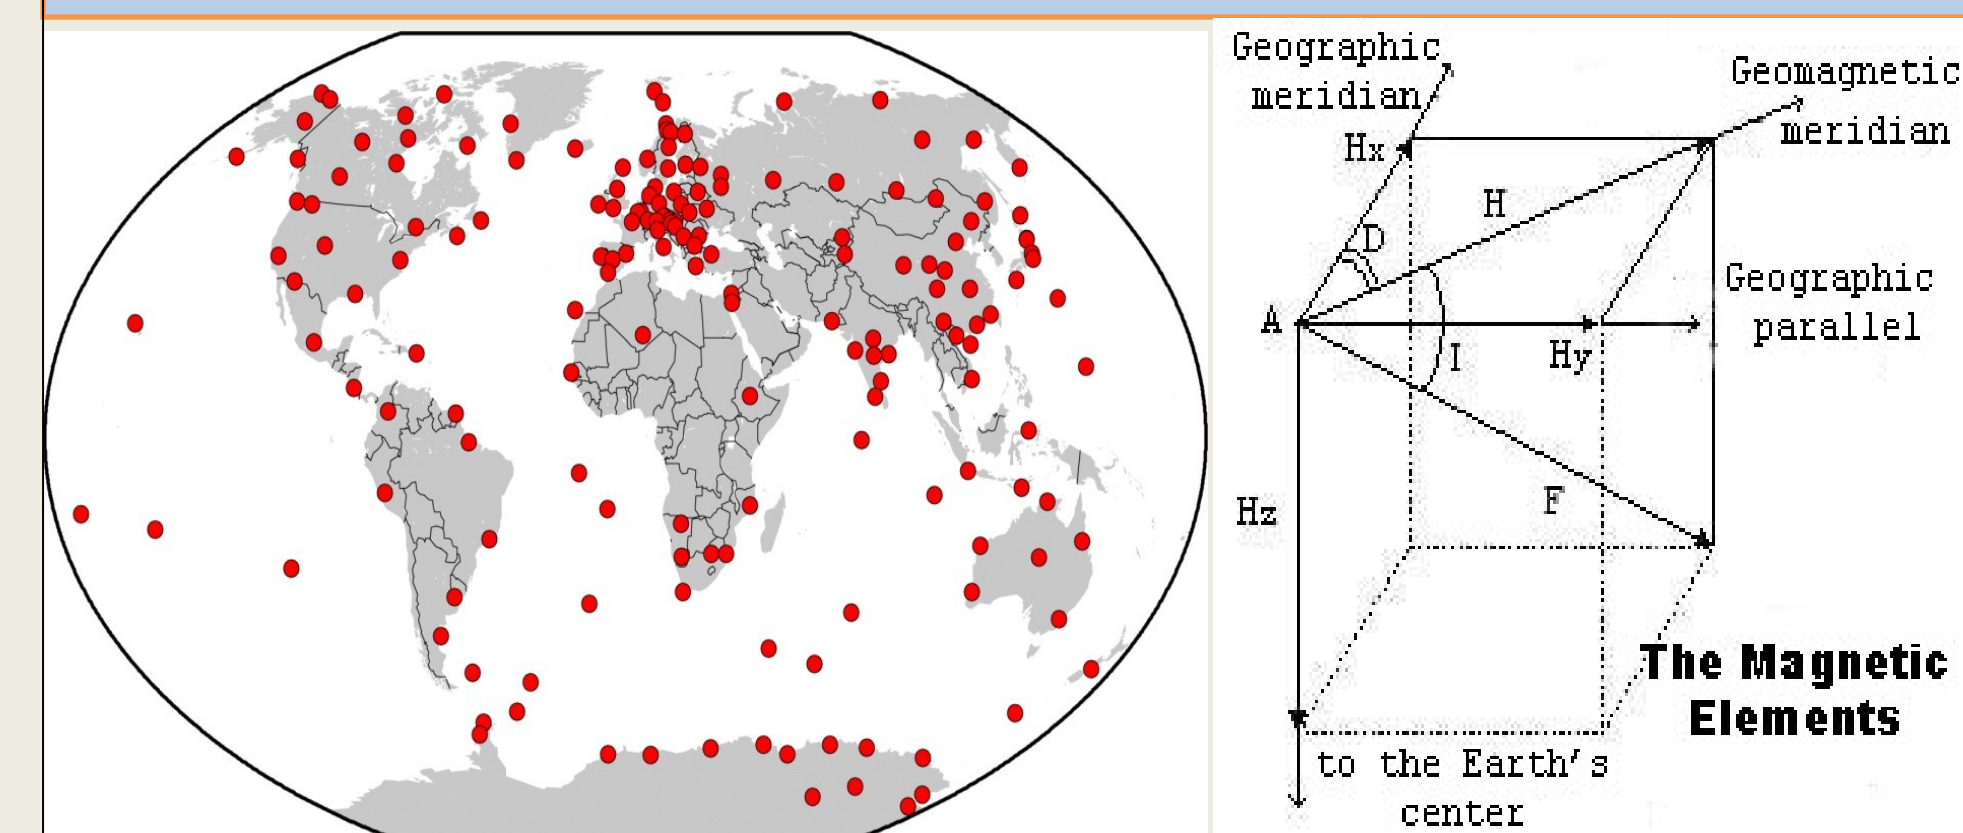 Geographic
meridian
Geomagnetic
meridian
Hx
H
D
A
Geographic
parallel
Hy
I
Hz
F
The Magnetic
Elements
to the Earth's
center